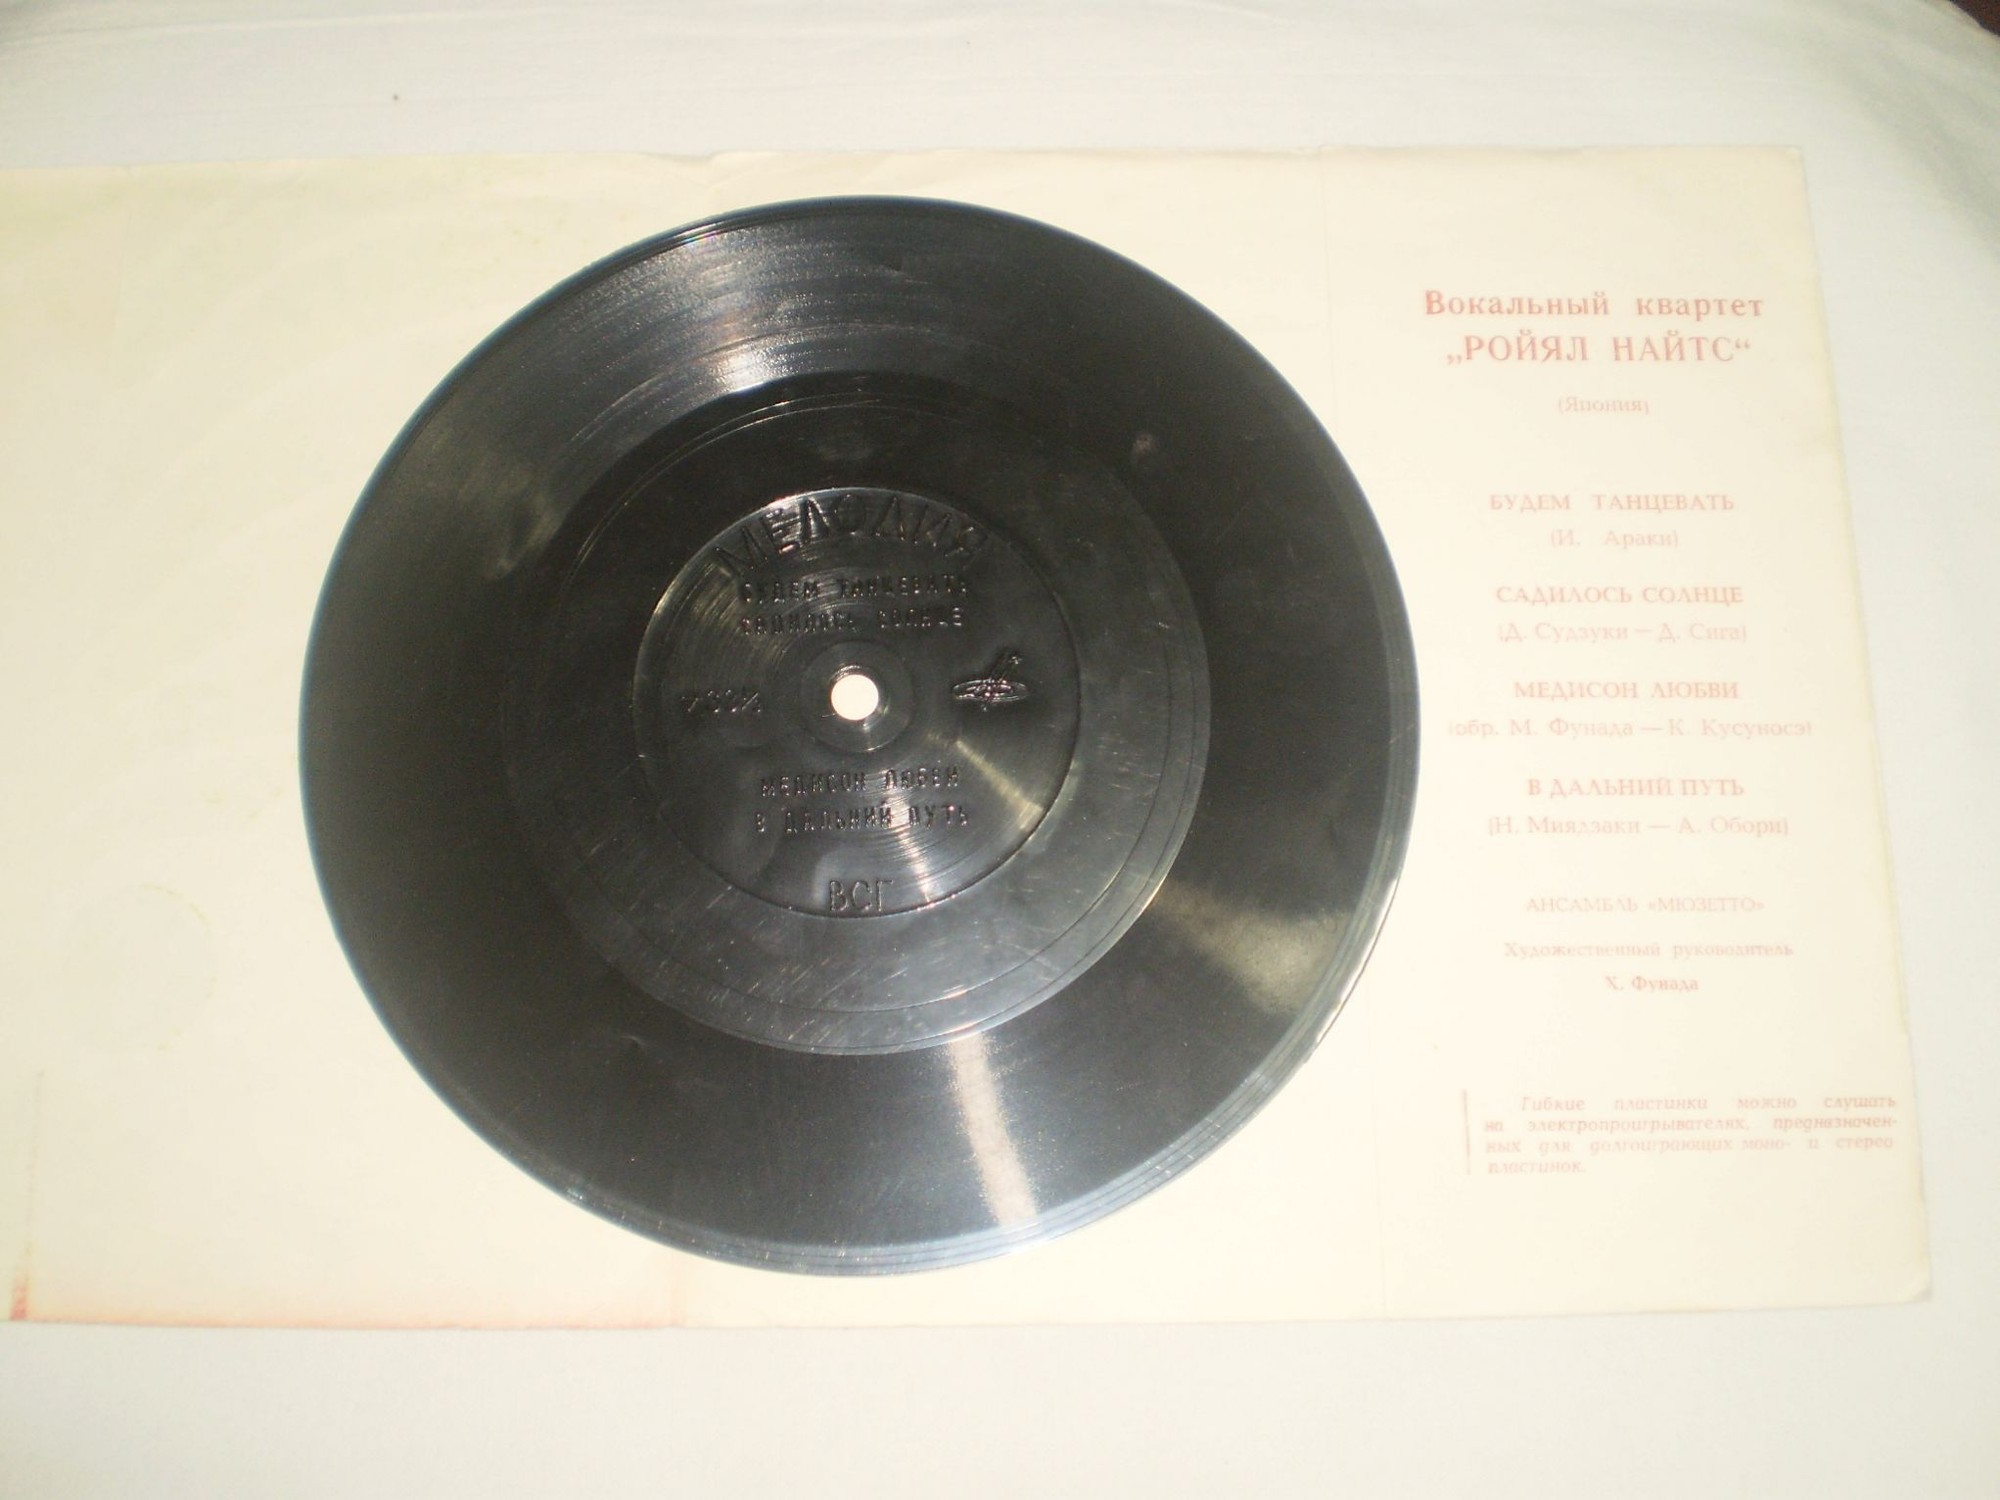 МЕЛОДИЯ
БУДЕМ ТАНЦЕВАТЬ
САДИЛОСЬ СОЛНЦЕ
МЕДИСОН ЛЮБВИ
В ДАЛЬНИЙ ПУТЬ
ВСГ
Вокальный квартет
„РОЙЯЛ НАЙТС“
(Япония)
БУДЕМ ТАНЦЕВАТЬ
(И. Араки)
САДИЛОСЬ СОЛНЦЕ
(Д. Судзуки — Д. Сига)
МЕДИСОН ЛЮБВИ
(обр. М. Фунада — К. Кусуносэ)
В ДАЛЬНИЙ ПУТЬ
(Н. Миядзаки — А. Обори)
АНСАМБЛЬ «МЮЗЕТТО»
Художественный руководитель
Х. Фунада
Гибкие пластинки можно слушать
на электропроигрывателях, предназначен-
ных для долгоиграющих моно- и стерео
пластинок.